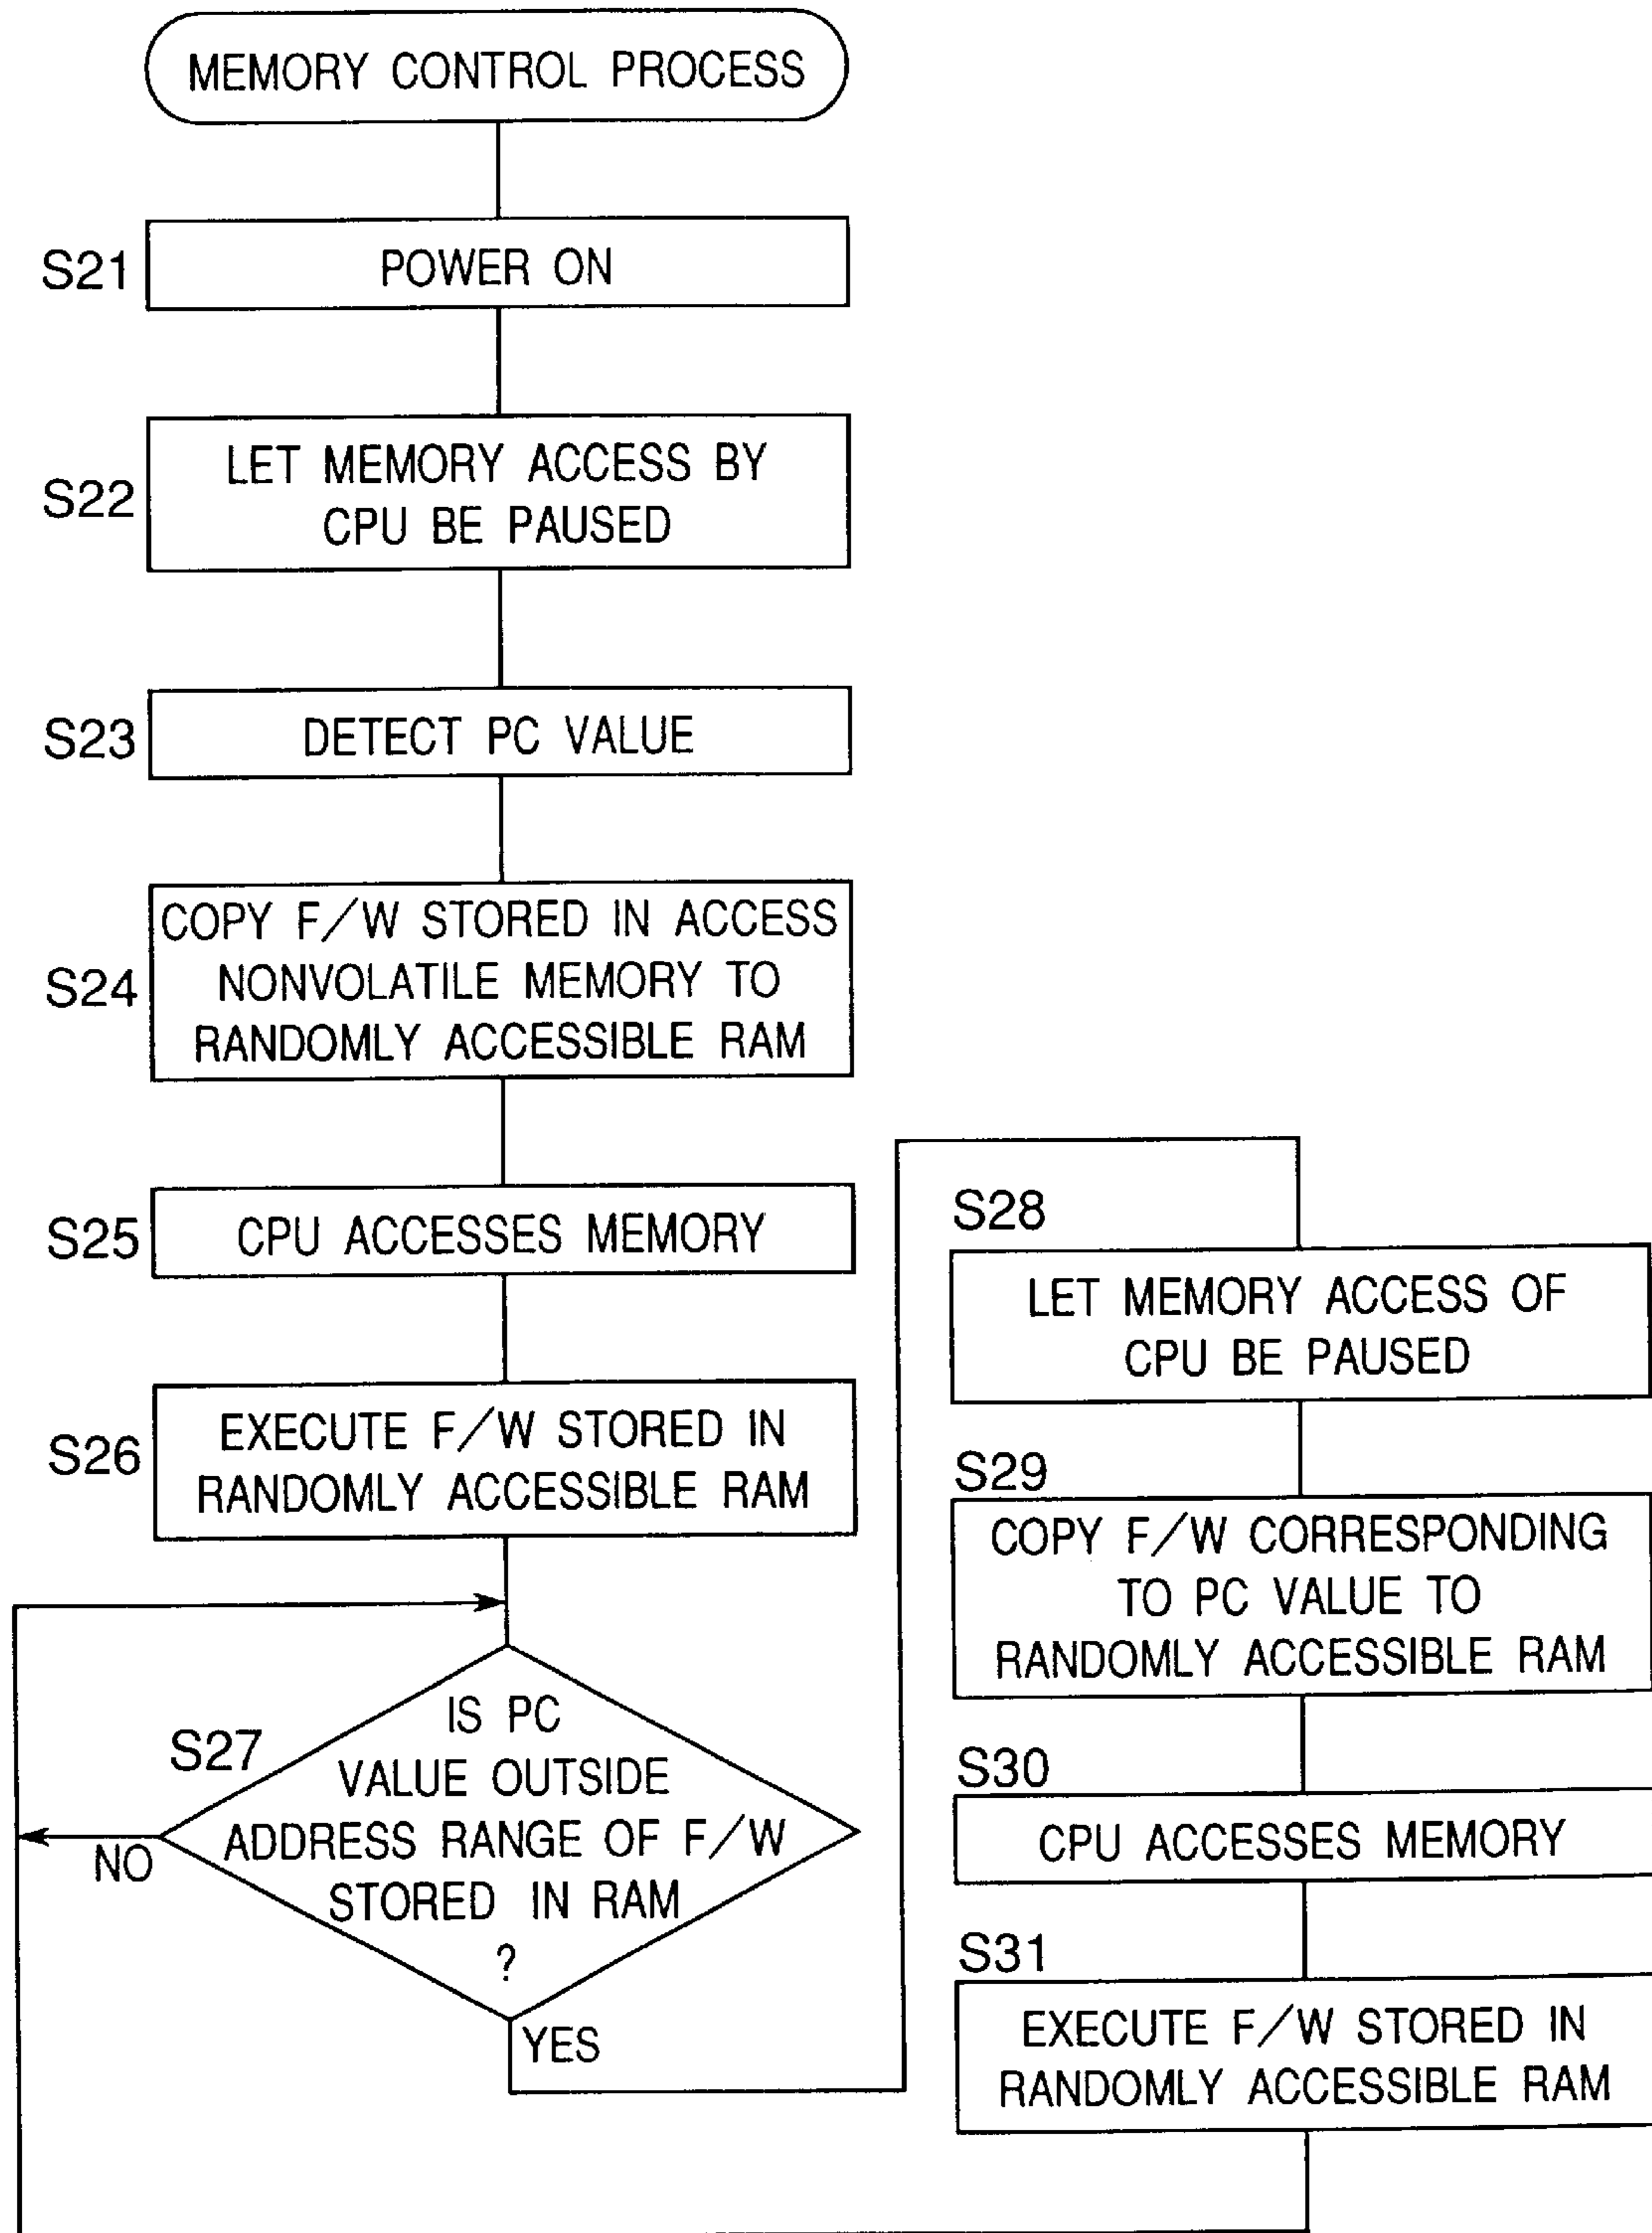 MEMORY CONTROL PROCESS
S21
POWER ON
S22
LET MEMORY ACCESS BY
CPU BE PAUSED
S23
DETECT PC VALUE
S24
COPY F/W STORED IN ACCESS
NONVOLATILE MEMORY TO
RANDOMLY ACCESSIBLE RAM
S25
CPU ACCESSES MEMORY
S26
EXECUTE F/W STORED IN
RANDOMLY ACCESSIBLE RAM
S27
IS PC
VALUE OUTSIDE
ADDRESS RANGE OF F/W
STORED IN RAM
?
NO
YES
S28
LET MEMORY ACCESS OF
CPU BE PAUSED
S29
COPY F/W CORRESPONDING
TO PC VALUE TO
RANDOMLY ACCESSIBLE RAM
S30
CPU ACCESSES MEMORY
S31
EXECUTE F/W STORED IN
RANDOMLY ACCESSIBLE RAM